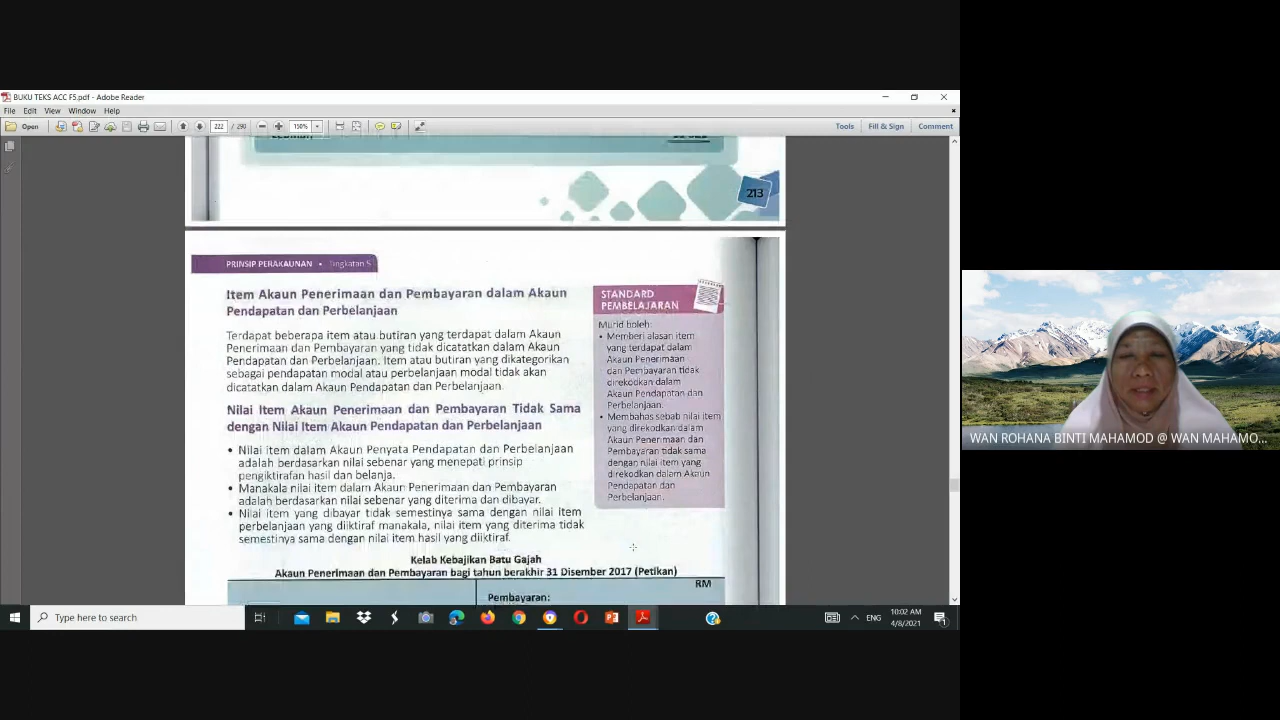 BUKU TEKS ACC F5.pdf - Adobe Reader
File Edit View Window Help
Open 222 / 290 150% Tools Fill & Sign Comment
213
PRINSIP PERAKAUNAN • Tingkatan 5
Item Akaun Penerimaan dan Pembayaran dalam Akaun
Pendapatan dan Perbelanjaan
Terdapat beberapa item atau butiran yang terdapat dalam Akaun
Penerimaan dan Pembayaran yang tidak dicatatkan dalam Akaun
Pendapatan dan Perbelanjaan. Item atau butiran yang dikategorikan
sebagai pendapatan modal atau perbelanjaan modal tidak akan
dicatatkan dalam Akaun Pendapatan dan Perbelanjaan.
Nilai Item Akaun Penerimaan dan Pembayaran Tidak Sama
dengan Nilai Item Akaun Pendapatan dan Perbelanjaan
• Nilai item dalam Akaun Penyata Pendapatan dan Perbelanjaan
adalah berdasarkan nilai sebenar yang menepati prinsip
pengiktirafan hasil dan belanja.
• Manakala nilai item dalam Akaun Penerimaan dan Pembayaran
adalah berdasarkan nilai sebenar yang diterima dan dibayar.
• Nilai item yang dibayar tidak semestinya sama dengan nilai item
perbelanjaan yang diiktiraf manakala, nilai item yang diterima tidak
semestinya sama dengan nilai item hasil yang diiktiraf.
STANDARD
PEMBELAJARAN
Murid boleh:
• Memberi alasan item
yang terdapat dalam
Akaun Penerimaan
dan Pembayaran tidak
direkodkan dalam
Akaun Pendapatan dan
Perbelanjaan.
• Membahas sebab nilai item
yang direkodkan dalam
Akaun Penerimaan dan
Pembayaran tidak sama
dengan nilai item yang
direkodkan dalam Akaun
Pendapatan dan
Perbelanjaan.
Kelab Kebajikan Batu Gajah
Akaun Penerimaan dan Pembayaran bagi tahun berakhir 31 Disember 2017 (Petikan)
RM
Pembayaran:
WAN ROHANA BINTI MAHAMOD @ WAN MAHAMO...
Type here to search
ENG
10:02 AM
4/8/2021